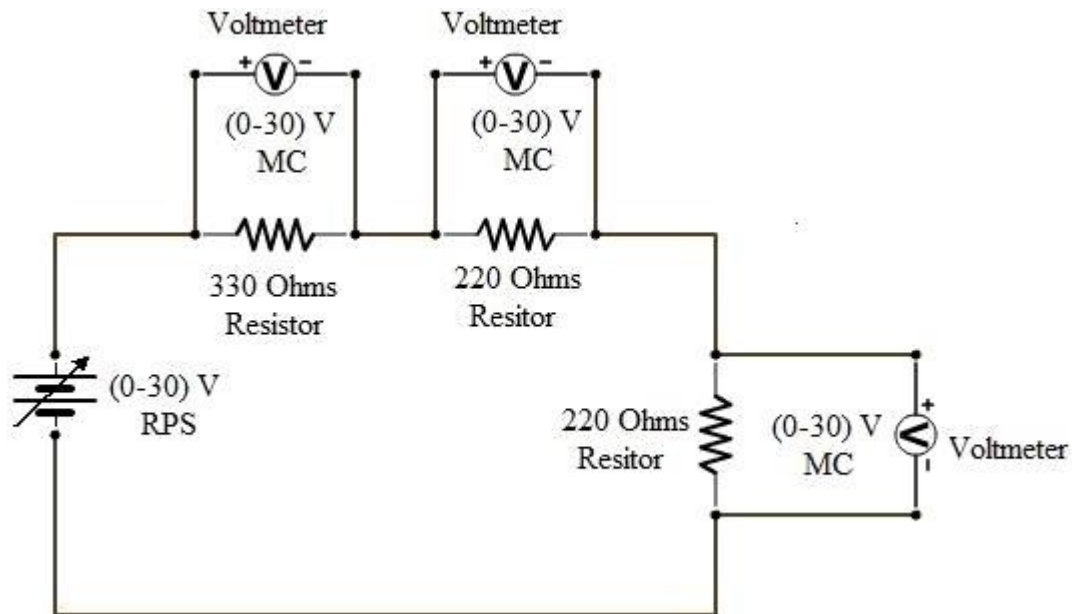 Voltmeter
Voltmeter
+ V -
+ V -
(0-30) V
MC
(0-30) V
MC
330 Ohms
Resistor
220 Ohms
Resitor
(0-30) V
RPS
220 Ohms
Resitor
(0-30) V
MC
+
V
-
Voltmeter